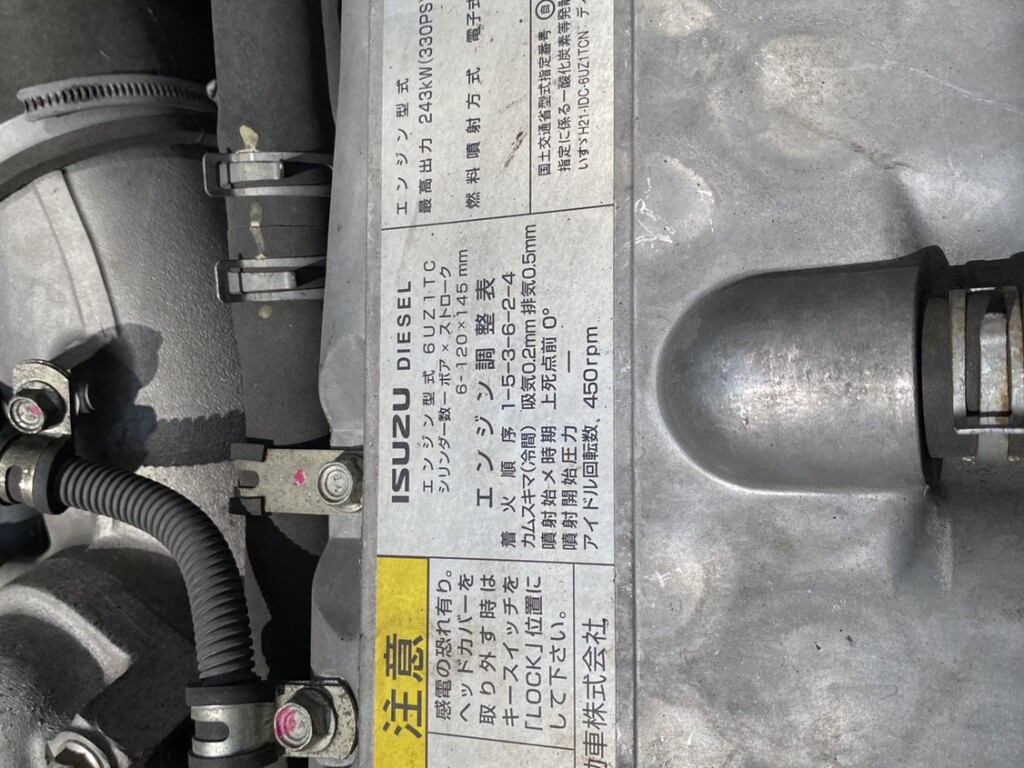 注意
感電の恐れ有り。
ヘッドカバーを
取り外す時は
キースイッチを
「LOCK」位置に
して下さい。
動車株式会社
ISUZU DIESEL
エンジン型式 6UZ1TC
シリンダー数―ボア×ストローク
6-120×145mm
エンジン調整表
着火順序 1-5-3-6-2-4
カムスキマ(冷間) 吸気0.2mm 排気0.5mm
噴射始メ時期 上死点前 0°
噴射開始圧力 ―
アイドル回転数 450rpm
エンジン型式
最高出力 243kW(330PS)
燃料噴射方式 電子式
国土交通省型式指定番号 自
指定に係る一酸化炭素等発
いすゞH21-IDC-6UZ1TCN ディ